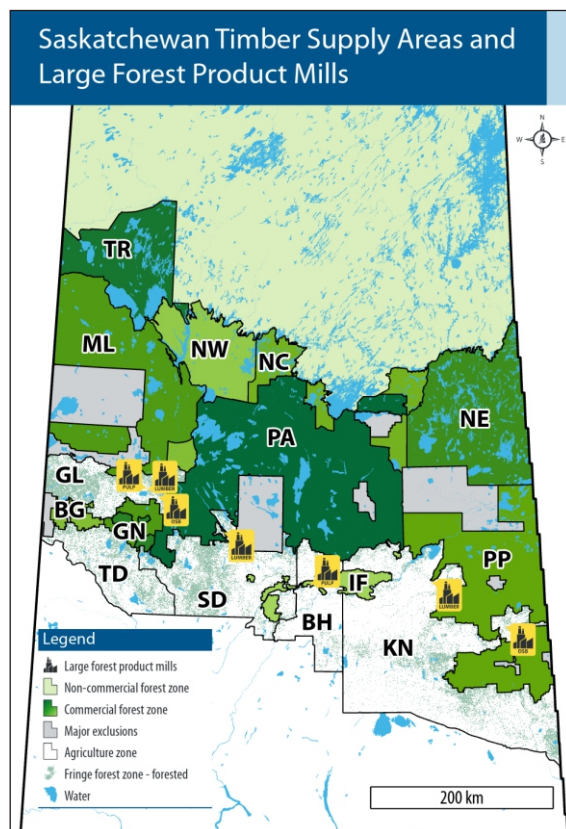 Saskatchewan Timber Supply Areas and
Large Forest Product Mills
N
W E
S
TR
ML
NW
NC
NE
PA
GL
PULP
LUMBER
BG
OSB
GN
LUMBER
PP
TD
PULP
IF
SD
LUMBER
BH
KN
OSB
Legend
Large forest product mills
Non-commercial forest zone
Commercial forest zone
Major exclusions
Agriculture zone
Fringe forest zone - forested
Water
200 km